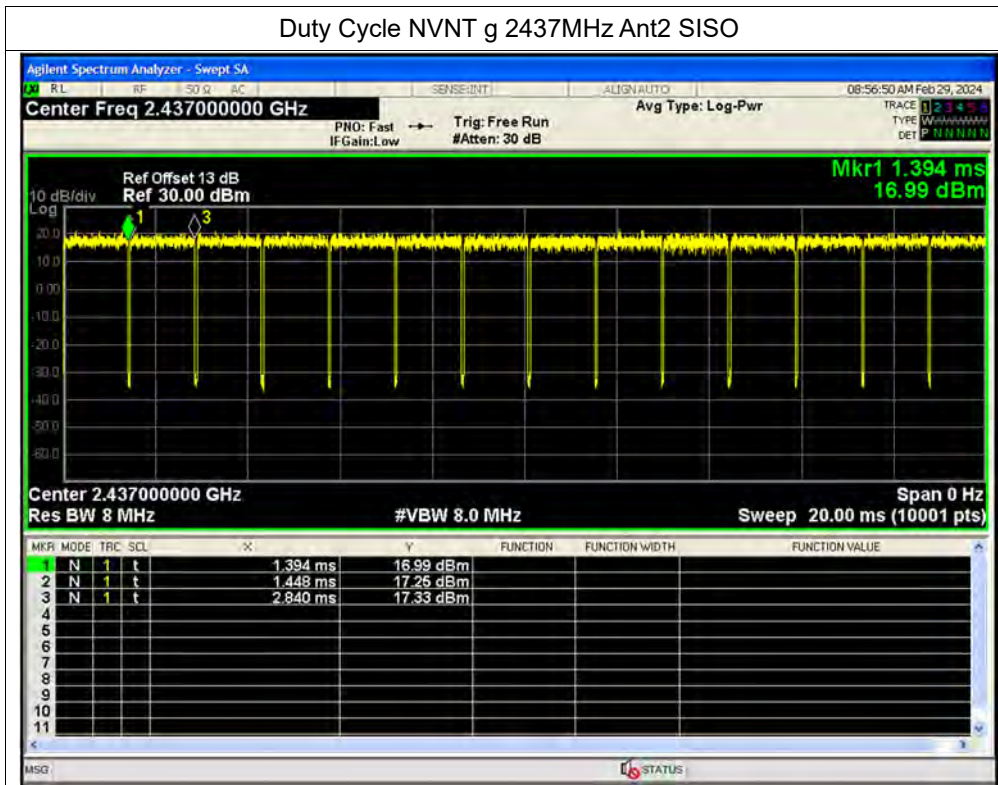 Duty Cycle NVNT g 2437MHz Ant2 SISO
Agilent Spectrum Analyzer - Swept SA
RL RF 50 Ω AC SENSE:INT ALIGN AUTO 08:56:50 AM Feb 29, 2024
Center Freq 2.437000000 GHz Avg Type: Log-Pwr TRACE 1 2 3 4 5 6
PNO: Fast Trig: Free Run TYPE W
IFGain:Low #Atten: 30 dB DET P N N N N N
Mkr1 1.394 ms
Ref Offset 13 dB
10 dB/div Ref 30.00 dBm 16.99 dBm
Log
1 3
20.0
10.0
0.00
-10.0
-20.0
-30.0
-40.0
-50.0
-60.0
Center 2.437000000 GHz Span 0 Hz
Res BW 8 MHz #VBW 8.0 MHz Sweep 20.00 ms (10001 pts)
MKR MODE TRC SCL X Y FUNCTION FUNCTION WIDTH FUNCTION VALUE
1 N 1 t 1.394 ms 16.99 dBm
2 N 1 t 1.448 ms 17.25 dBm
3 N 1 t 2.840 ms 17.33 dBm
4
5
6
7
8
9
10
11
MSG STATUS